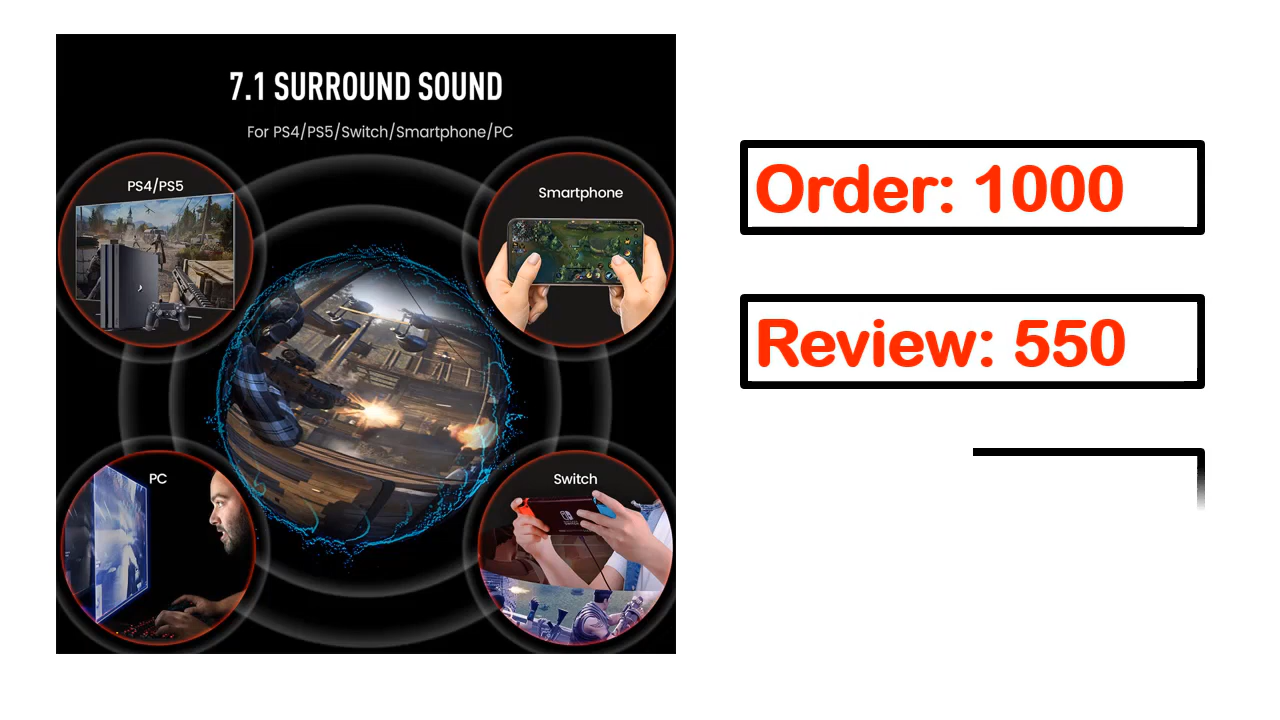 7.1 SURROUND SOUND
For PS4/PS5/Switch/Smartphone/PC
PS4/PS5
Smartphone
PC
Switch
Order: 1000
Review: 550